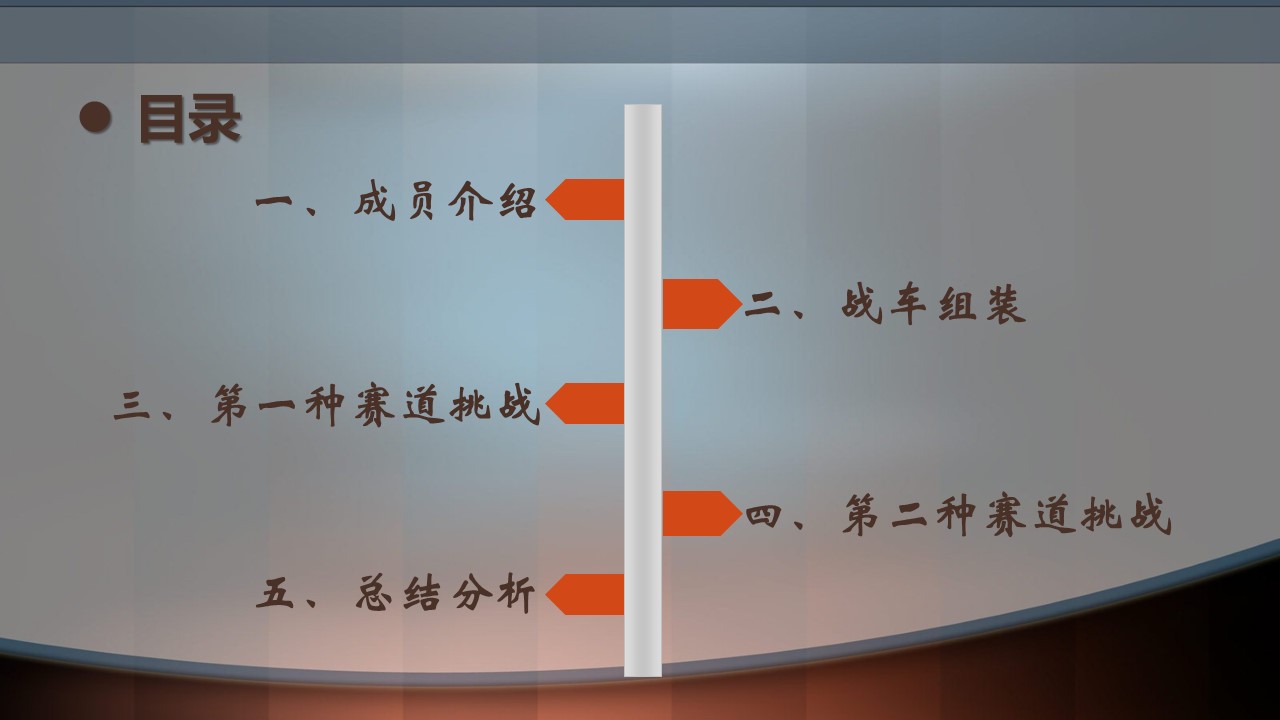 目录
一、成员介绍
二、战车组装
三、第一种赛道挑战
四、第二种赛道挑战
五、总结分析